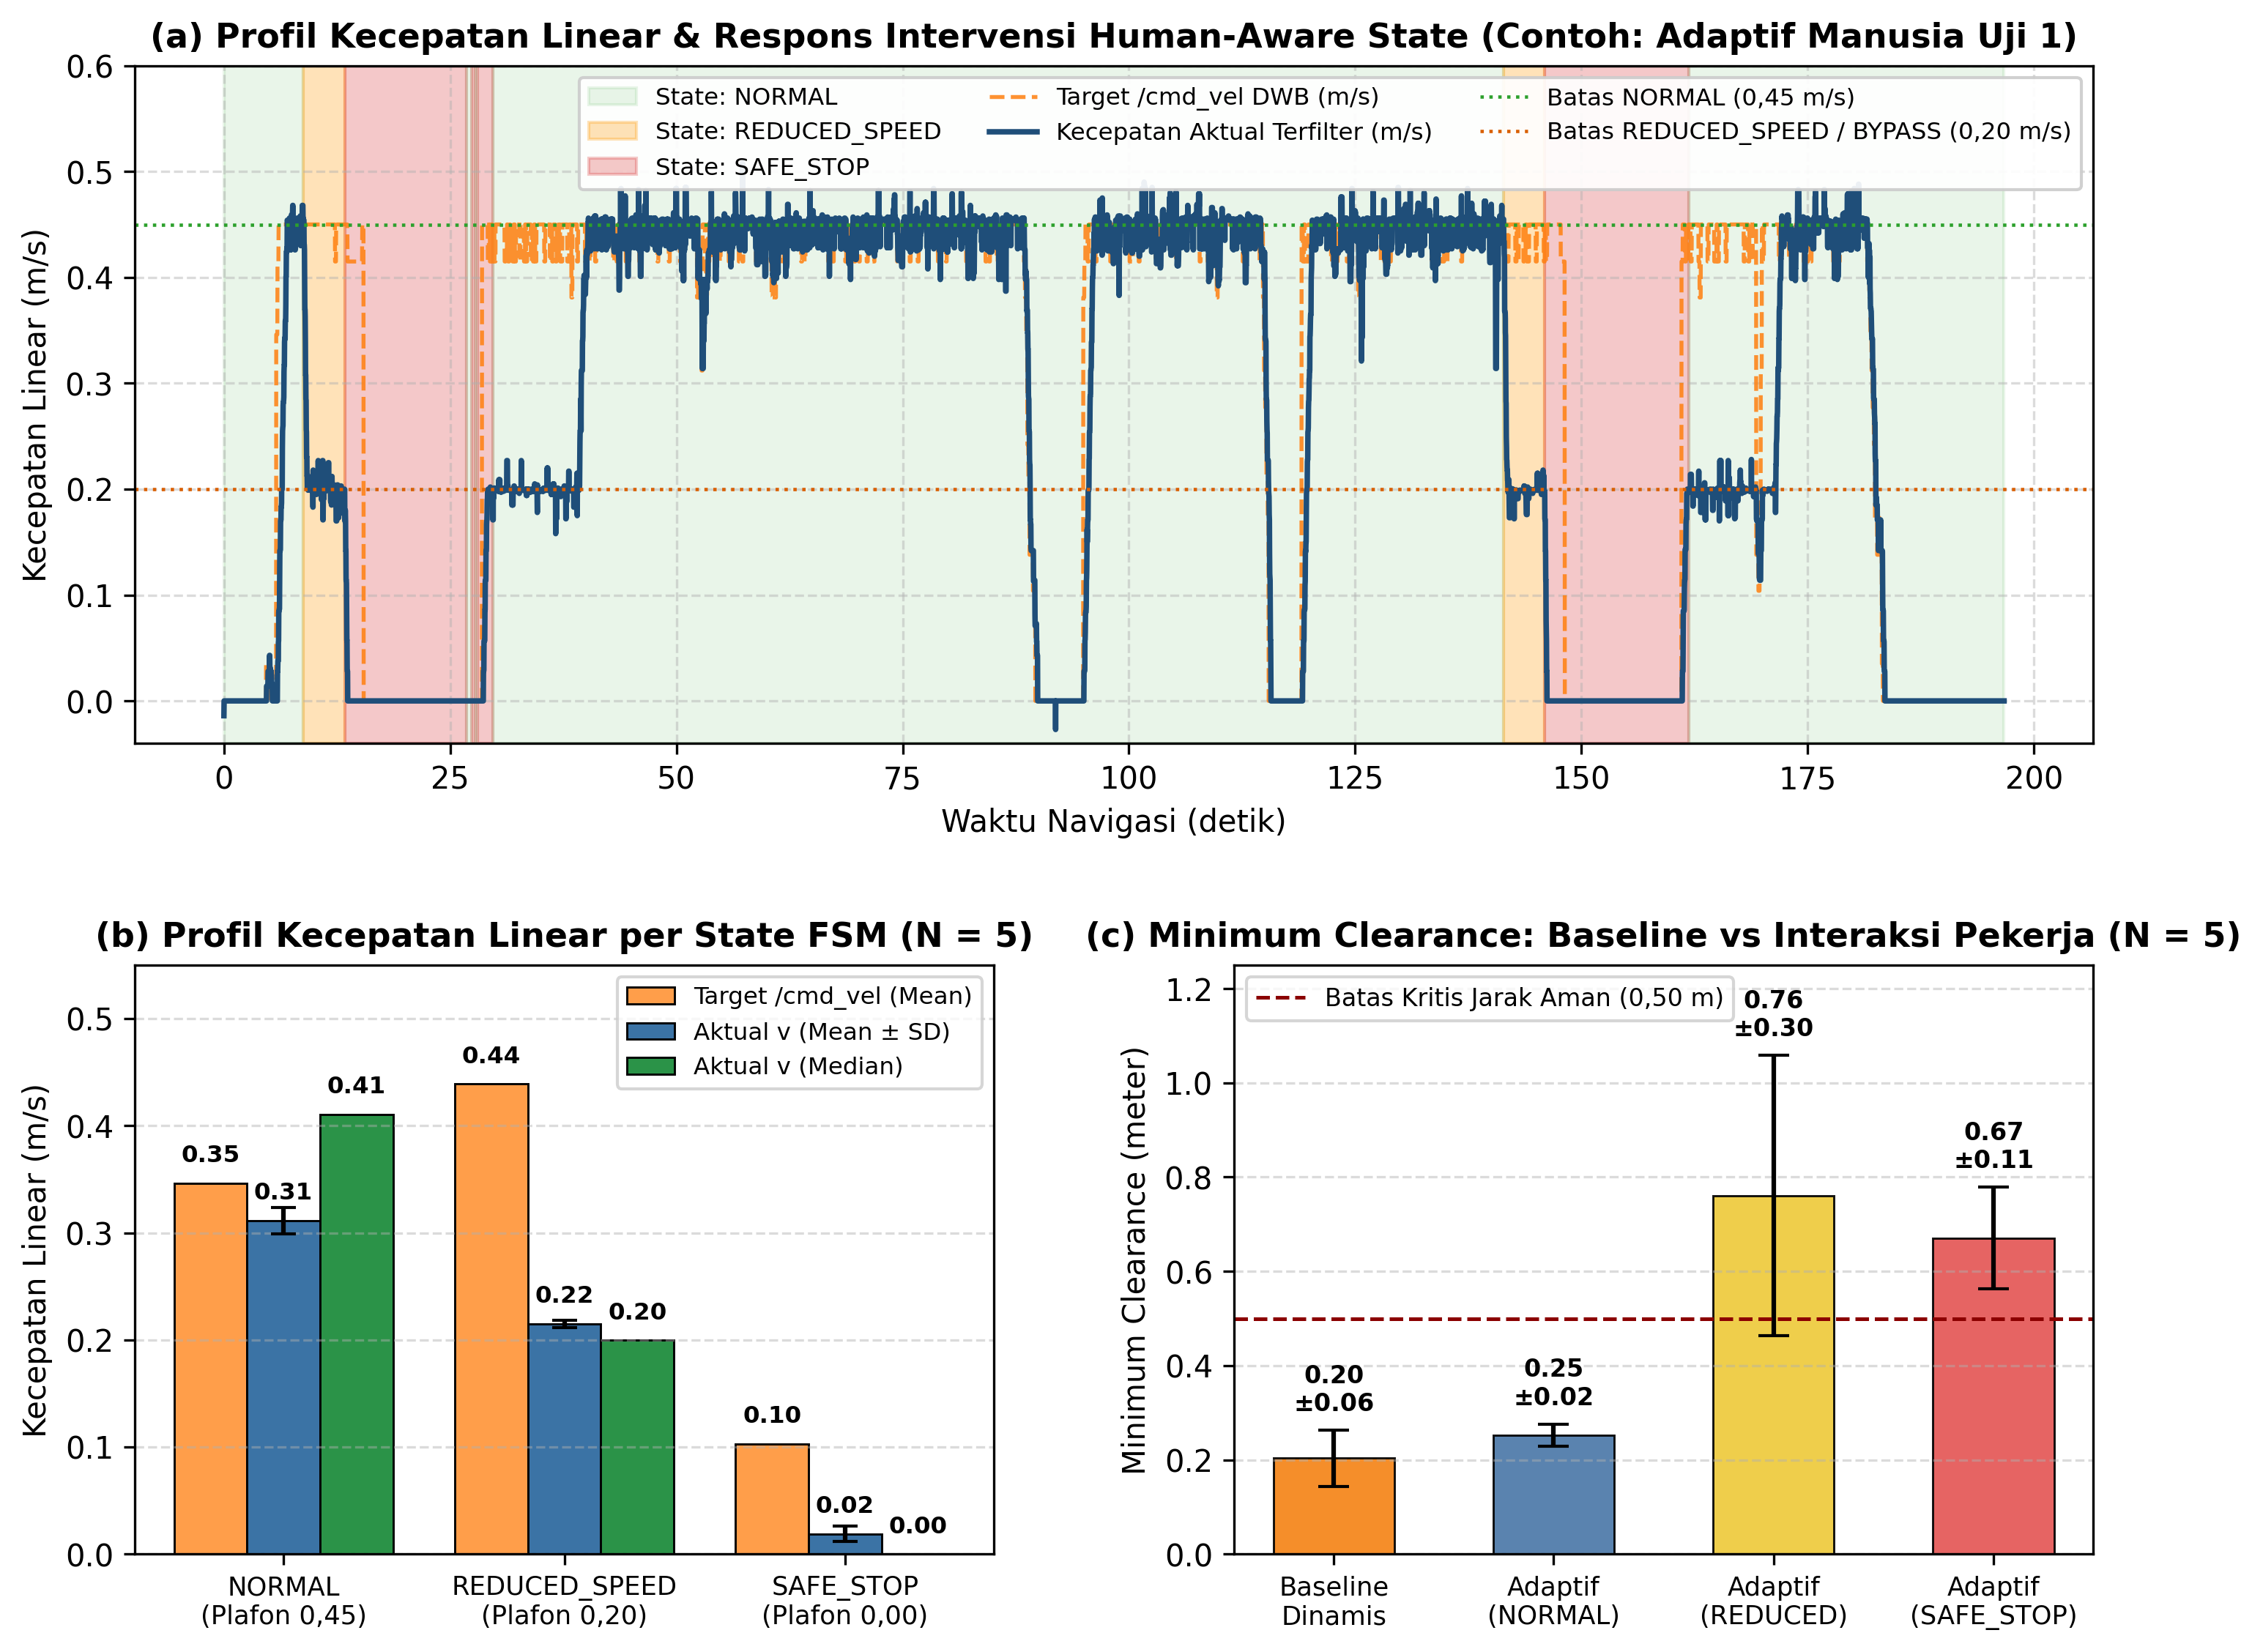 (a) Profil Kecepatan Linear & Respons Intervensi Human-Aware State (Contoh: Adaptif Manusia Uji 1)
Kecepatan Linear (m/s)
0.6
0.5
0.4
0.3
0.2
0.1
0.0
State: NORMAL
State: REDUCED_SPEED
State: SAFE_STOP
Target /cmd_vel DWB (m/s)
Kecepatan Aktual Terfilter (m/s)
Batas NORMAL (0,45 m/s)
Batas REDUCED_SPEED / BYPASS (0,20 m/s)
0 25 50 75 100 125 150 175 200
Waktu Navigasi (detik)
(b) Profil Kecepatan Linear per State FSM (N = 5)
Kecepatan Linear (m/s)
0.5
0.4
0.3
0.2
0.1
0.0
Target /cmd_vel (Mean)
Aktual v (Mean ± SD)
Aktual v (Median)
0.35
0.31
0.41
0.44
0.22
0.20
0.10
0.02
0.00
NORMAL
(Plafon 0,45)
REDUCED_SPEED
(Plafon 0,20)
SAFE_STOP
(Plafon 0,00)
(c) Minimum Clearance: Baseline vs Interaksi Pekerja (N = 5)
Minimum Clearance (meter)
1.2
1.0
0.8
0.6
0.4
0.2
0.0
Batas Kritis Jarak Aman (0,50 m)
0.20
±0.06
0.25
±0.02
0.76
±0.30
0.67
±0.11
Baseline
Dinamis
Adaptif
(NORMAL)
Adaptif
(REDUCED)
Adaptif
(SAFE_STOP)